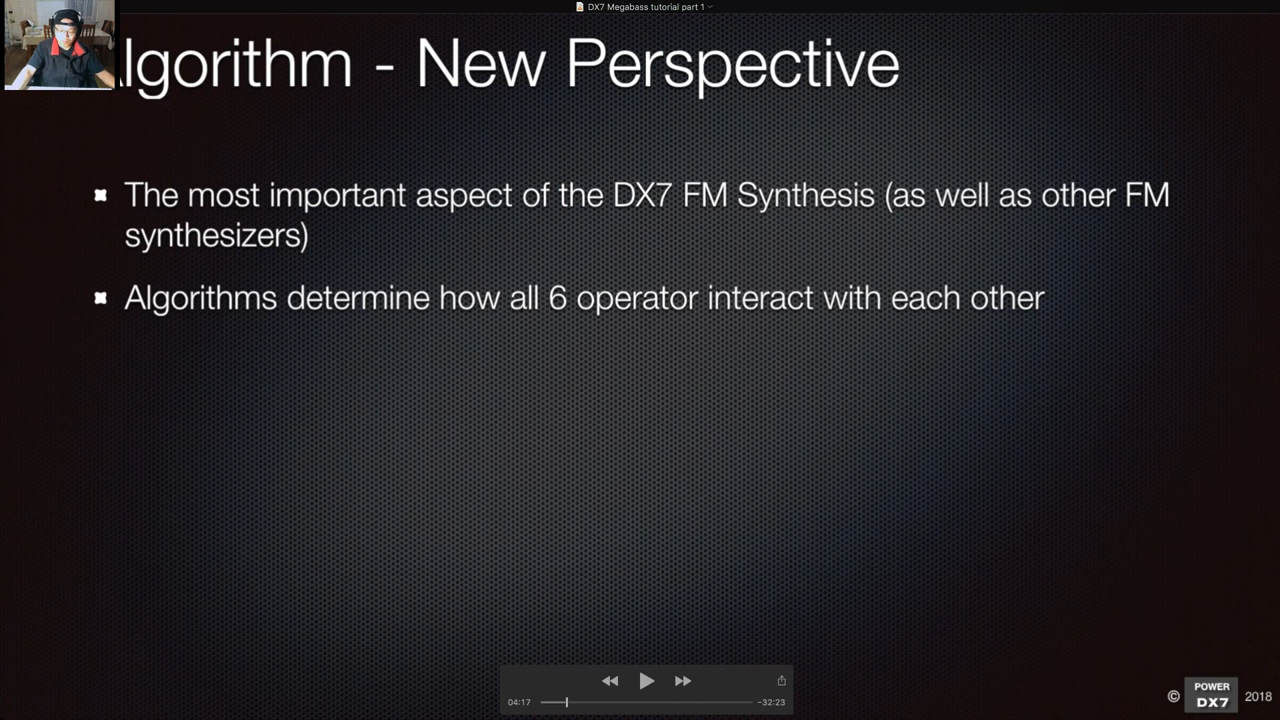 DX7 Megabass tutorial part 1
lgorithm - New Perspective
The most important aspect of the DX7 FM Synthesis (as well as other FM
synthesizers)
Algorithms determine how all 6 operator interact with each other
04:17
-32:23
© POWER DX7 2018